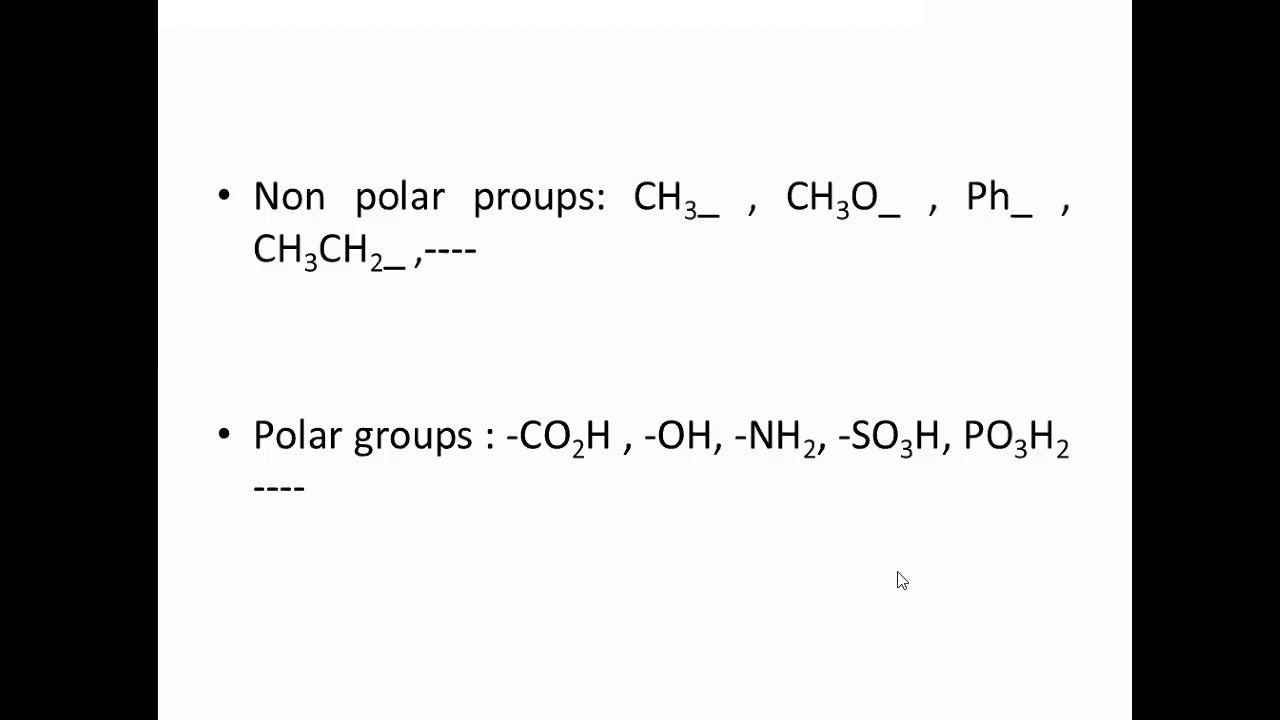 • Non polar proups: CH₃_ , CH₃O_ , Ph_ ,
CH₃CH₂_ ,----
• Polar groups : -CO₂H , -OH, -NH₂, -SO₃H, PO₃H₂
----